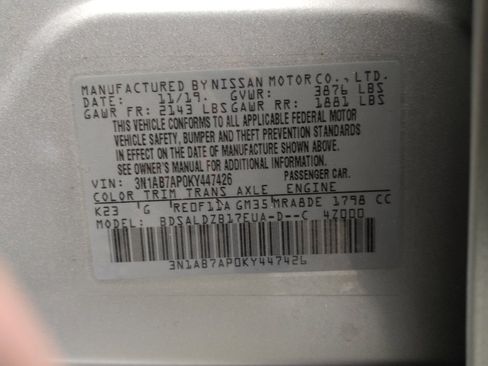 MANUFACTURED BY NISSAN MOTOR CO., LTD.
DATE: 11/19. GVWR: 3876 LBS
GAWR FR: 2143 LBS GAWR RR: 1881 LBS
THIS VEHICLE CONFORMS TO ALL APPLICABLE FEDERAL MOTOR
VEHICLE SAFETY, BUMPER AND THEFT PREVENTION STANDARDS
IN EFFECT ON THE DATE OF MANUFACTURE SHOWN ABOVE.
SEE OWNER'S MANUAL FOR ADDITIONAL INFORMATION.
VIN: 3N1AB7AP0KY447426 PASSENGER CAR
COLOR TRIM TRANS AXLE ENGINE
K23 G RE0F11A GM35 MRA8DE 1798 CC
MODEL: BDSALDZB17EUA-D--C 47000
3N1AB7AP0KY447426